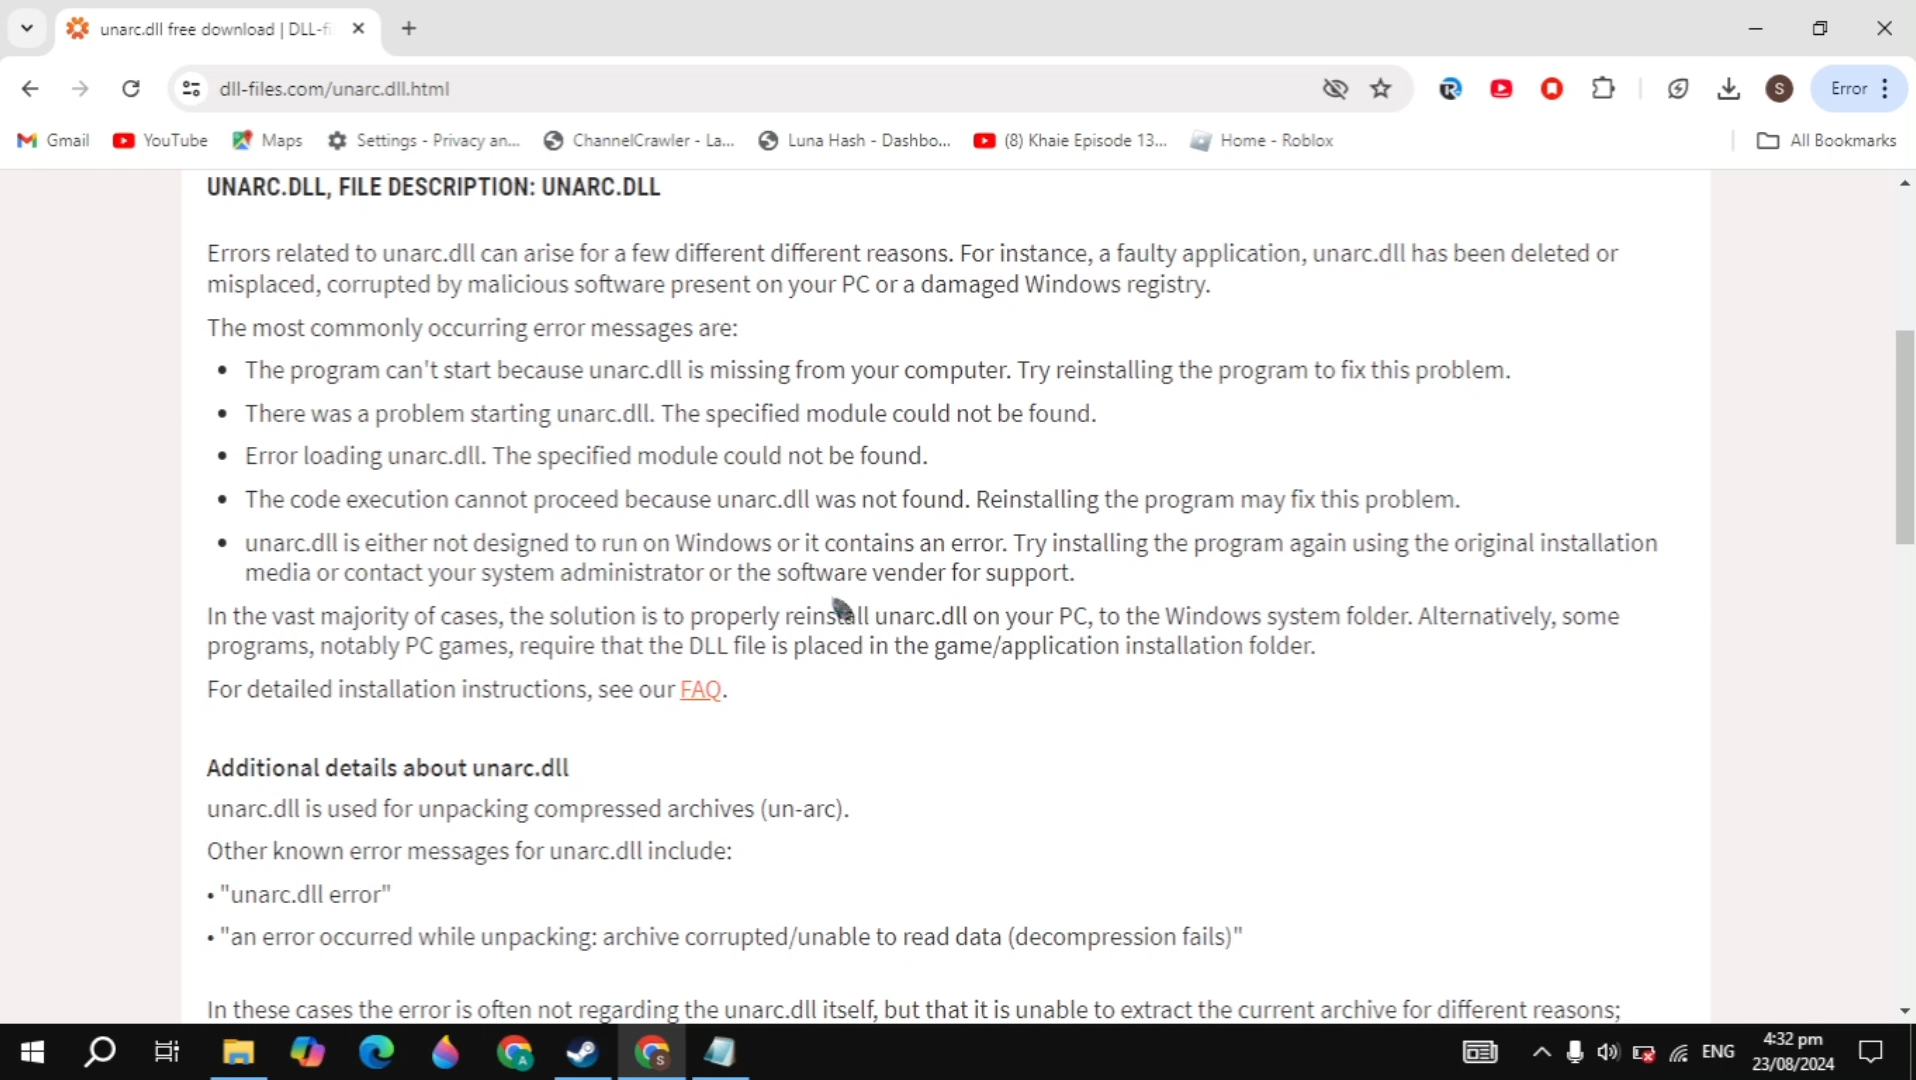 unarc.dll free download | DLL-fi
dll-files.com/unarc.dll.html
S
Error
Gmail
YouTube
Maps
Settings - Privacy an...
ChannelCrawler - La...
Luna Hash - Dashbo...
(8) Khaie Episode 13...
Home - Roblox
All Bookmarks
UNARC.DLL, FILE DESCRIPTION: UNARC.DLL
Errors related to unarc.dll can arise for a few different different reasons. For instance, a faulty application, unarc.dll has been deleted or
misplaced, corrupted by malicious software present on your PC or a damaged Windows registry.
The most commonly occurring error messages are:
• The program can't start because unarc.dll is missing from your computer. Try reinstalling the program to fix this problem.
• There was a problem starting unarc.dll. The specified module could not be found.
• Error loading unarc.dll. The specified module could not be found.
• The code execution cannot proceed because unarc.dll was not found. Reinstalling the program may fix this problem.
• unarc.dll is either not designed to run on Windows or it contains an error. Try installing the program again using the original installation
media or contact your system administrator or the software vender for support.
In the vast majority of cases, the solution is to properly reinstall unarc.dll on your PC, to the Windows system folder. Alternatively, some
programs, notably PC games, require that the DLL file is placed in the game/application installation folder.
For detailed installation instructions, see our FAQ.
Additional details about unarc.dll
unarc.dll is used for unpacking compressed archives (un-arc).
Other known error messages for unarc.dll include:
• "unarc.dll error"
• "an error occurred while unpacking: archive corrupted/unable to read data (decompression fails)"
In these cases the error is often not regarding the unarc.dll itself, but that it is unable to extract the current archive for different reasons;
A
S
ENG
4:32 pm
23/08/2024